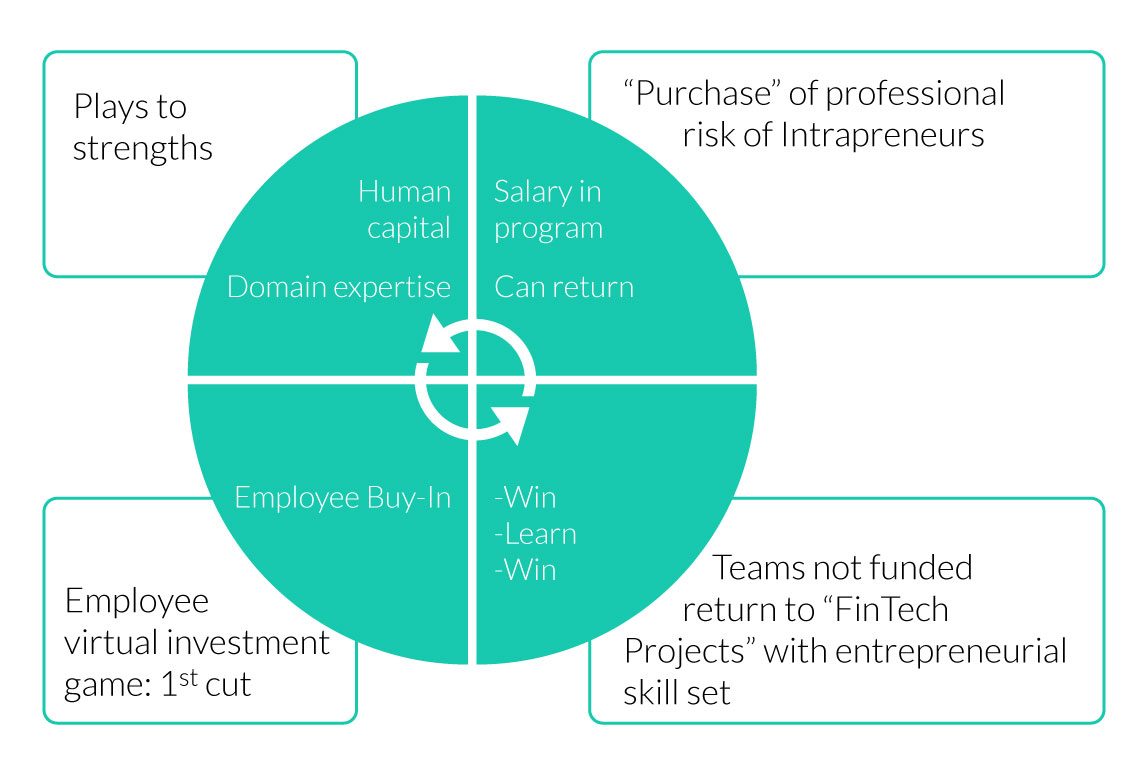 Plays to
strengths
“Purchase” of professional
risk of Intrapreneurs
Human
capital
Domain expertise
Salary in
program
Can return
Employee Buy-In
-Win
-Learn
-Win
Employee
virtual investment
game: 1st cut
Teams not funded
return to “FinTech
Projects” with entrepreneurial
skill set